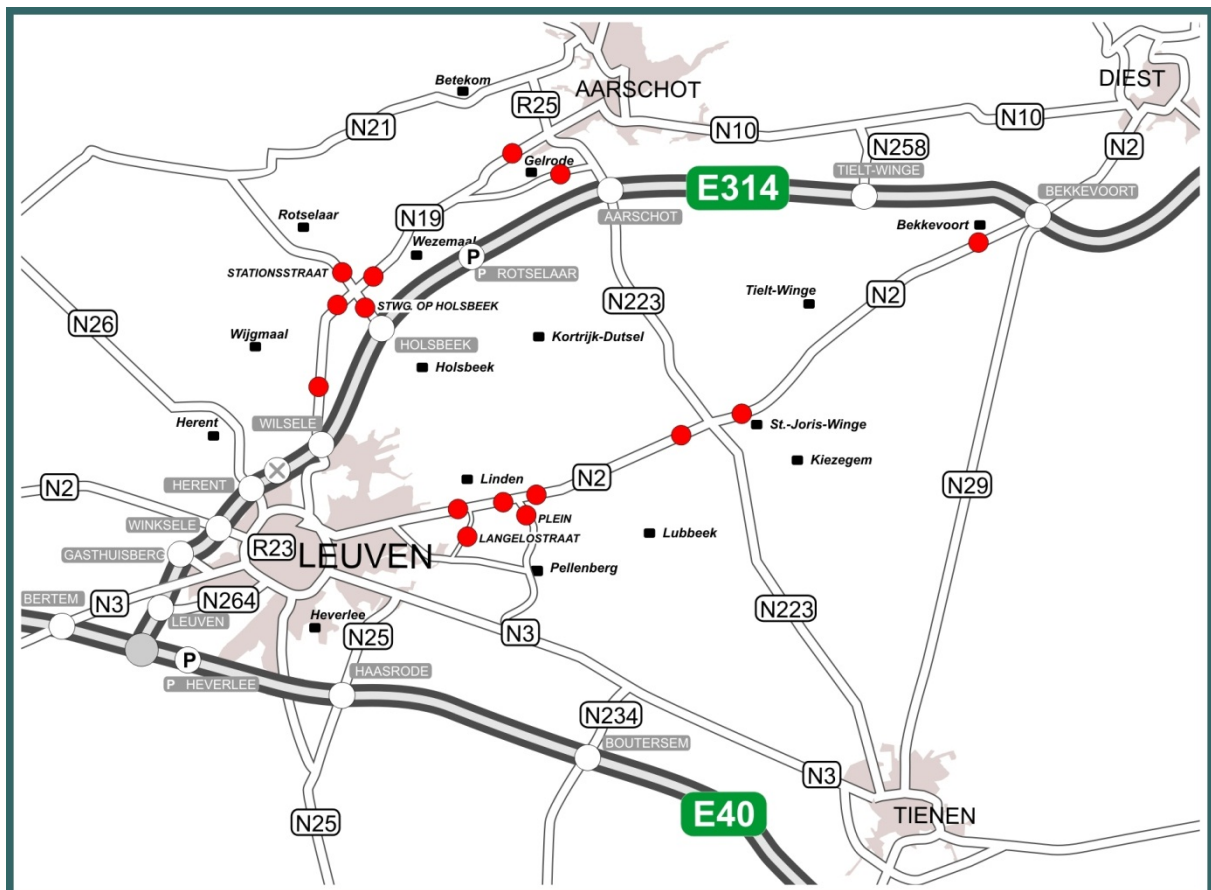 Betekom
AARSCHOT
DIEST
R25
N21
N10
N10
N2
N258
Gelrode
TIELT-WINGE
E314
BEKKEVOORT
Rotselaar
N19
AARSCHOT
Bekkevoort
Wezemaal
P
P ROTSELAAR
STATIONSSTRAAT
N223
Tielt-Winge
N2
STWG. OP HOLSBEEK
N26
Wijgmaal
HOLSBEEK
Kortrijk-Dutsel
Holsbeek
Herent
WILSELE
St.-Joris-Winge
Kiezegem
N2
HERENT
Linden
N2
N29
WINKSELE
PLEIN
Lubbeek
GASTHUISBERG
R23
LEUVEN
LANGELOSTRAAT
Pellenberg
BERTEM
N3
N264
N223
LEUVEN
Heverlee
N25
N3
P
HAASRODE
P HEVERLEE
N234
BOUTERSEM
N3
E40
N25
TIENEN